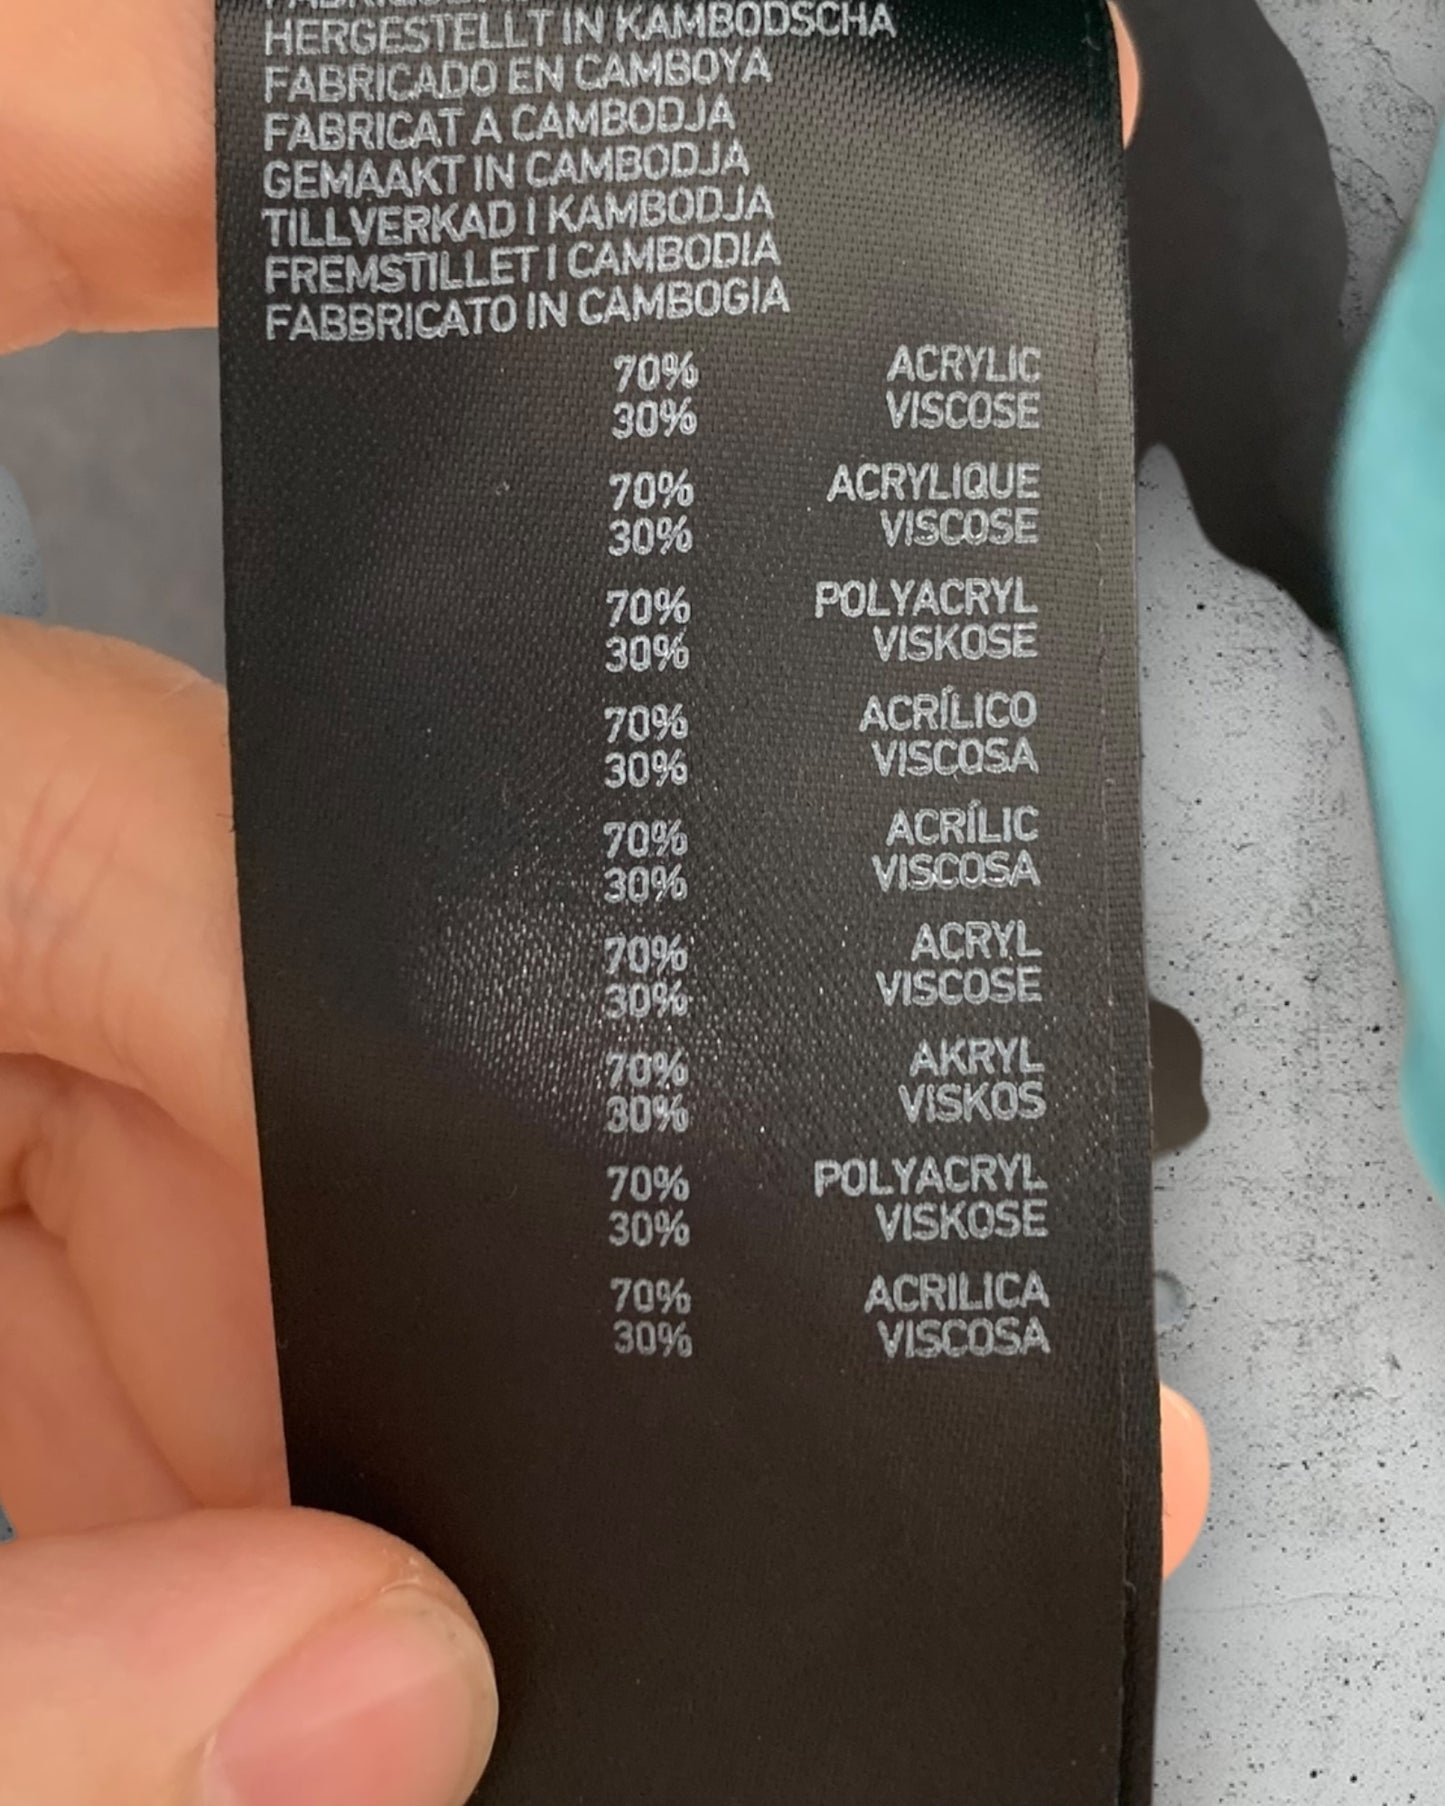 HERGESTELLT IN KAMBODSCHA
FABRICADO EN CAMBOYA
FABRICAT A CAMBODJA
GEMAAKT IN CAMBODJA
TILLVERKAD I KAMBODJA
FREMSTILLET I CAMBODIA
FABBRICATO IN CAMBOGIA
70% ACRYLIC
30% VISCOSE
70% ACRYLIQUE
30% VISCOSE
70% POLYACRYL
30% VISKOSE
70% ACRÍLICO
30% VISCOSA
70% ACRÍLIC
30% VISCOSA
70% ACRYL
30% VISCOSE
70% AKRYL
30% VISKOS
70% POLYACRYL
30% VISKOSE
70% ACRILICA
30% VISCOSA